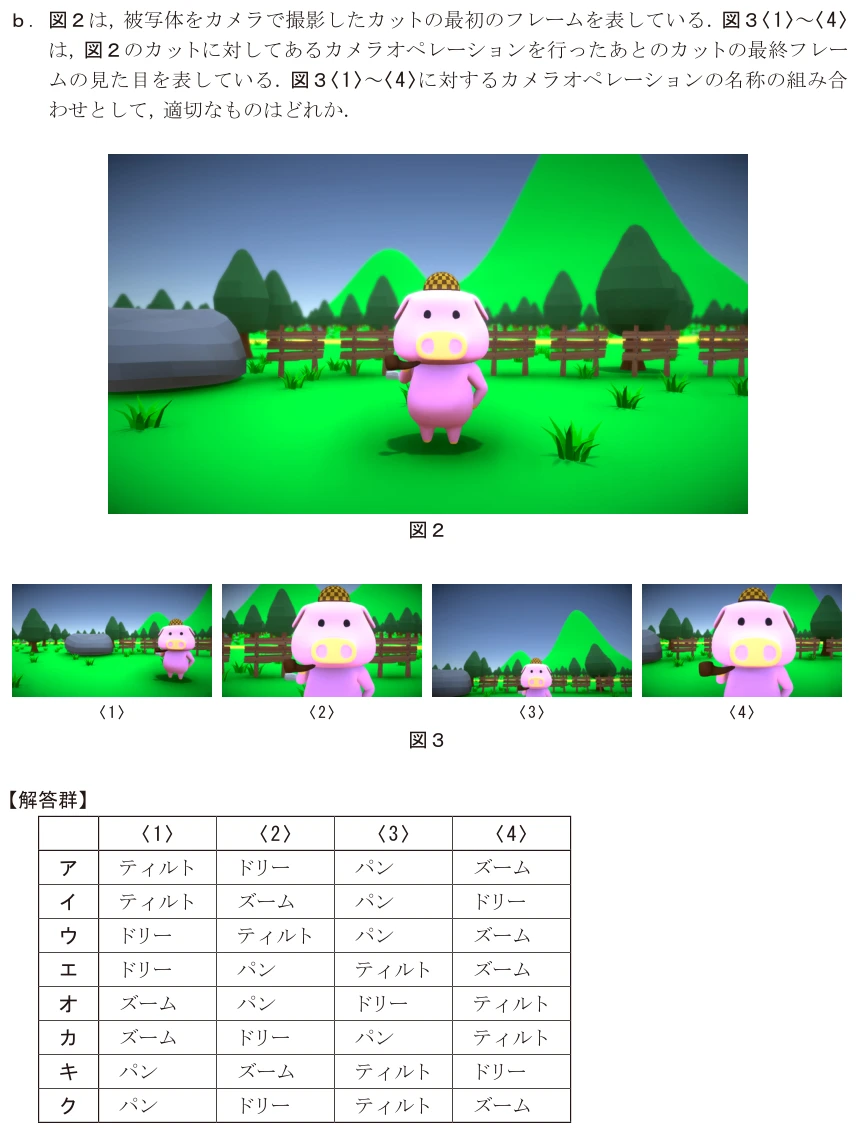 b．図2は，被写体をカメラで撮影したカットの最初のフレームを表している．図3〈1〉～〈4〉
は，図2のカットに対してあるカメラオペレーションを行ったあとのカットの最終フレー
ムの見た目を表している．図3〈1〉～〈4〉に対するカメラオペレーションの名称の組み合
わせとして，適切なものはどれか．
図2
〈1〉 〈2〉 〈3〉 〈4〉
図3
【解答群】
〈1〉 〈2〉 〈3〉 〈4〉
ア ティルト ドリー パン ズーム
イ ティルト ズーム パン ドリー
ウ ドリー ティルト パン ズーム
エ ドリー パン ティルト ズーム
オ ズーム パン ドリー ティルト
カ ズーム ドリー パン ティルト
キ パン ズーム ティルト ドリー
ク パン ドリー ティルト ズーム